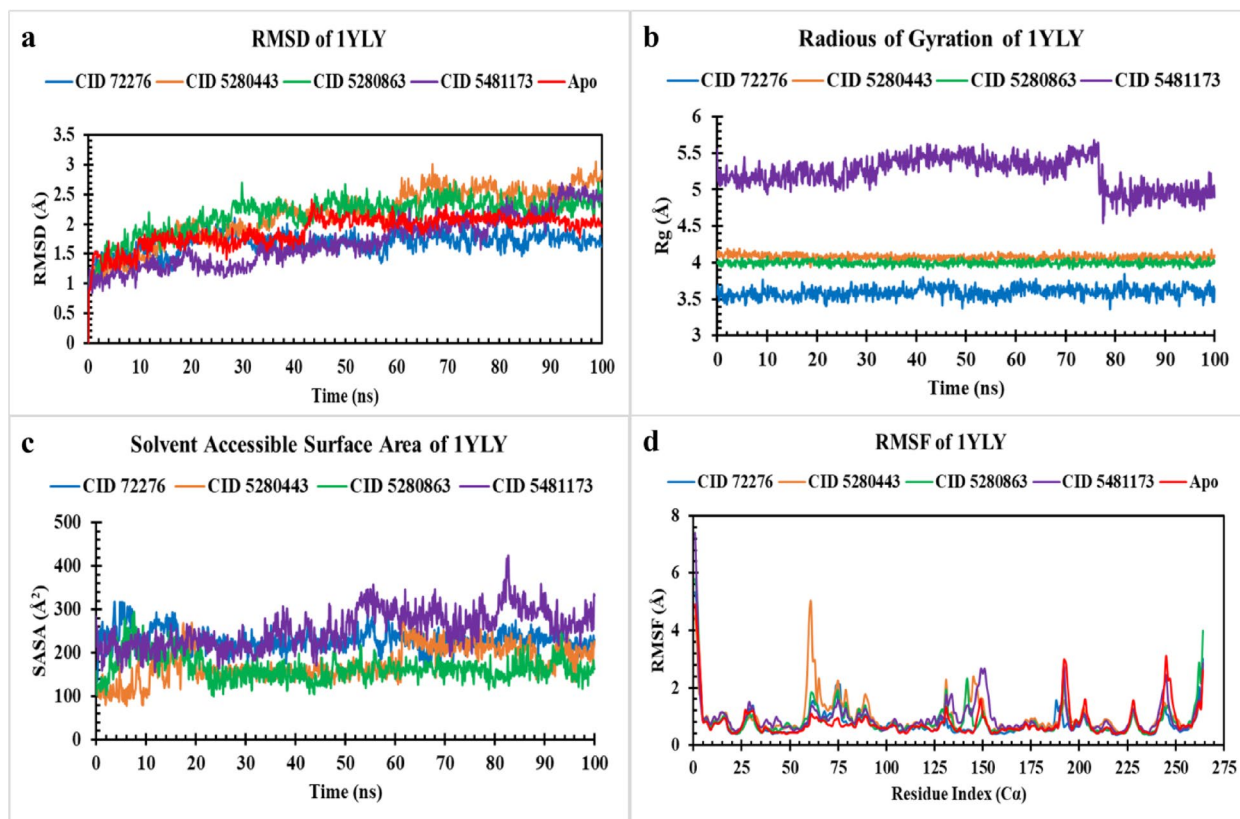 a
RMSD of 1YLY
CID 72276 CID 5280443 CID 5280863 CID 5481173 Apo
3.5
3
2.5
2
1.5
1
0.5
0
RMSD (Å)
0 10 20 30 40 50 60 70 80 90 100
Time (ns)
b
Radious of Gyration of 1YLY
CID 72276 CID 5280443 CID 5280863 CID 5481173
6
5.5
5
4.5
4
3.5
3
Rg (Å)
0 10 20 30 40 50 60 70 80 90 100
Time (ns)
c
Solvent Accessible Surface Area of 1YLY
CID 72276 CID 5280443 CID 5280863 CID 5481173
500
400
300
200
100
0
SASA (Å²)
0 10 20 30 40 50 60 70 80 90 100
Time (ns)
d
RMSF of 1YLY
CID 72276 CID 5280443 CID 5280863 CID 5481173 Apo
8
6
4
2
0
RMSF (Å)
0 25 50 75 100 125 150 175 200 225 250 275
Residue Index (Cα)